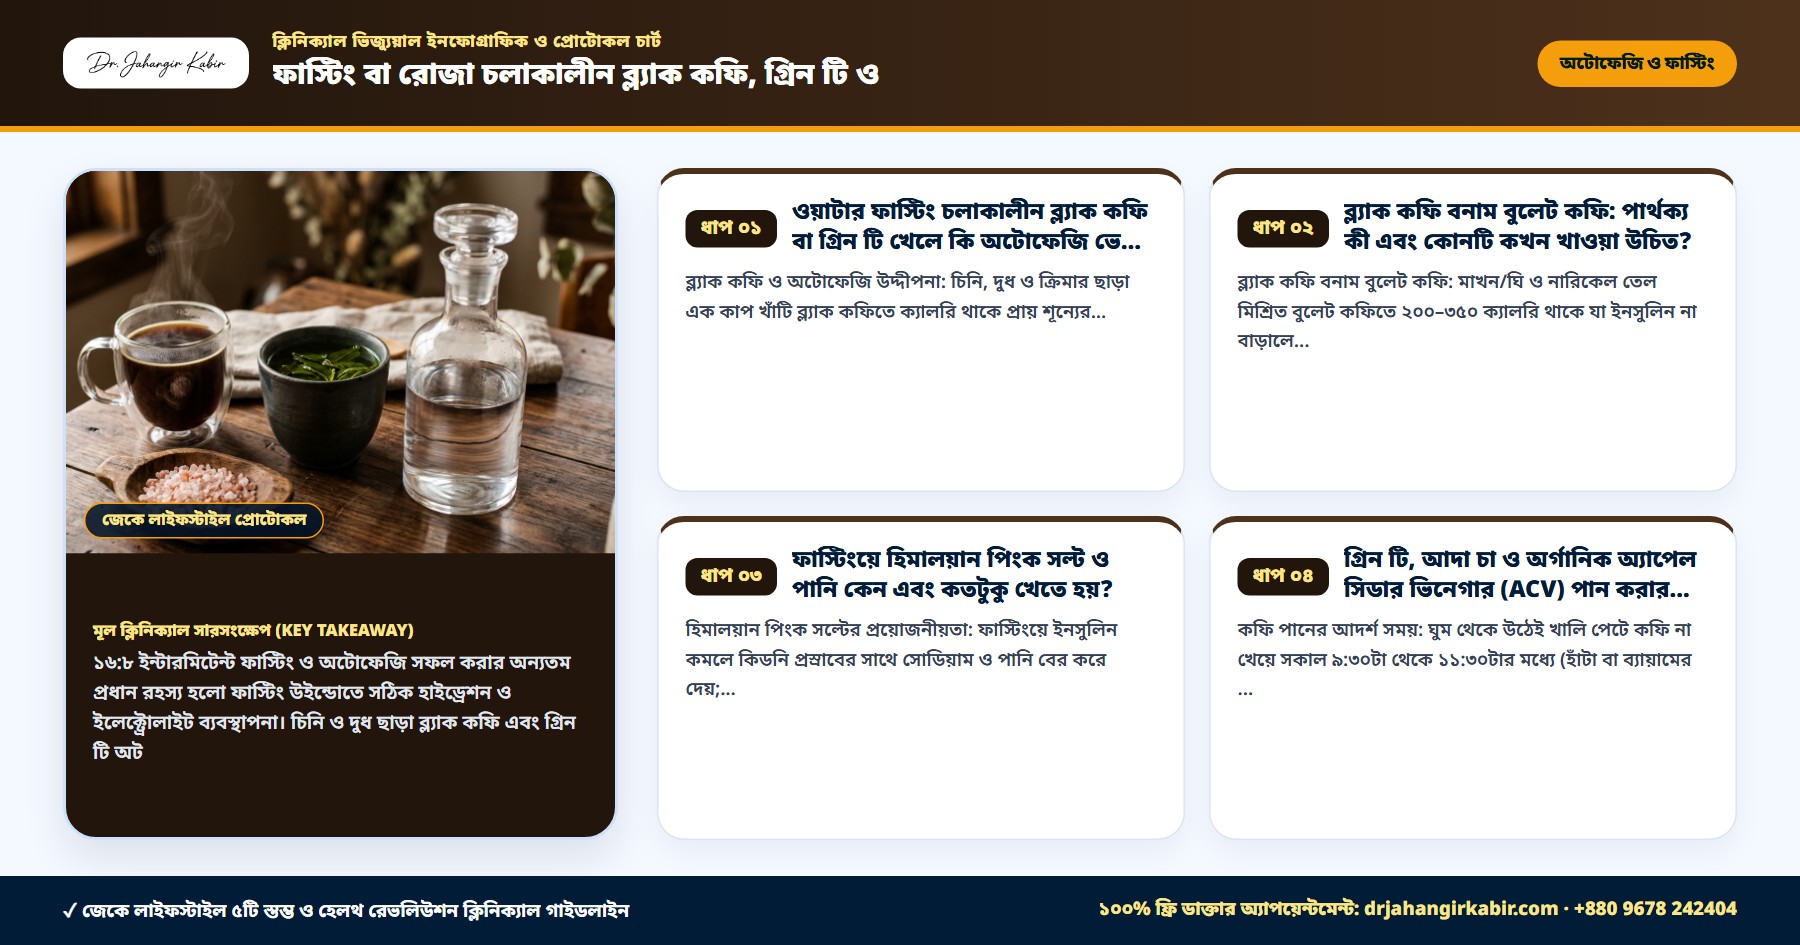 Dr. Jahangir Kabir
ক্লিনিক্যাল ভিজ্যুয়াল ইনফোগ্রাফিক ও প্রোটোকল চার্ট
ফাস্টিং বা রোজা চলাকালীন ব্ল্যাক কফি, গ্রিন টি ও
অটোফেজি ও ফাস্টিং
জেকে লাইফস্টাইল প্রোটোকল
মূল ক্লিনিক্যাল সারসংক্ষেপ (KEY TAKEAWAY)
১৬:৮ ইন্টারমিটেন্ট ফাস্টিং ও অটোফেজি সফল করার অন্যতম
প্রধান রহস্য হলো ফাস্টিং উইন্ডোতে সঠিক হাইড্রেশন ও
ইলেক্ট্রোলাইট ব্যবস্থাপনা। চিনি ও দুধ ছাড়া ব্ল্যাক কফি এবং গ্রিন
টি অট
ধাপ ০১
ওয়াটার ফাস্টিং চলাকালীন ব্ল্যাক কফি
বা গ্রিন টি খেলে কি অটোফেজি ভে...
ব্ল্যাক কফি ও অটোফেজি উদ্দীপনা: চিনি, দুধ ও ক্রিমার ছাড়া
এক কাপ খাঁটি ব্ল্যাক কফিতে ক্যালরি থাকে প্রায় শূন্যের...
ধাপ ০২
ব্ল্যাক কফি বনাম বুলেট কফি: পার্থক্য
কী এবং কোনটি কখন খাওয়া উচিত?
ব্ল্যাক কফি বনাম বুলেট কফি: মাখন/ঘি ও নারিকেল তেল
মিশ্রিত বুলেট কফিতে ২০০–৩৫০ ক্যালরি থাকে যা ইনসুলিন না
বাড়ালে...
ধাপ ০৩
ফাস্টিংয়ে হিমালয়ান পিংক সল্ট ও
পানি কেন এবং কতটুকু খেতে হয়?
হিমালয়ান পিংক সল্টের প্রয়োজনীয়তা: ফাস্টিংয়ে ইনসুলিন
কমলে কিডনি প্রস্রাবের সাথে সোডিয়াম ও পানি বের করে
দেয়;...
ধাপ ০৪
গ্রিন টি, আদা চা ও অর্গানিক অ্যাপেল
সিডার ভিনেগার (ACV) পান করার...
কফি পানের আদর্শ সময়: ঘুম থেকে উঠেই খালি পেটে কফি না
খেয়ে সকাল ৯:৩০টা থেকে ১১:৩০টার মধ্যে (হাঁটা বা ব্যায়ামের
...
✓ জেকে লাইফস্টাইল ৫টি স্তম্ভ ও হেলথ রেভলিউশন ক্লিনিক্যাল গাইডলাইন
১০০% ফ্রি ডাক্তার অ্যাপয়েন্টমেন্ট: drjahangirkabir.com · +880 9678 242404